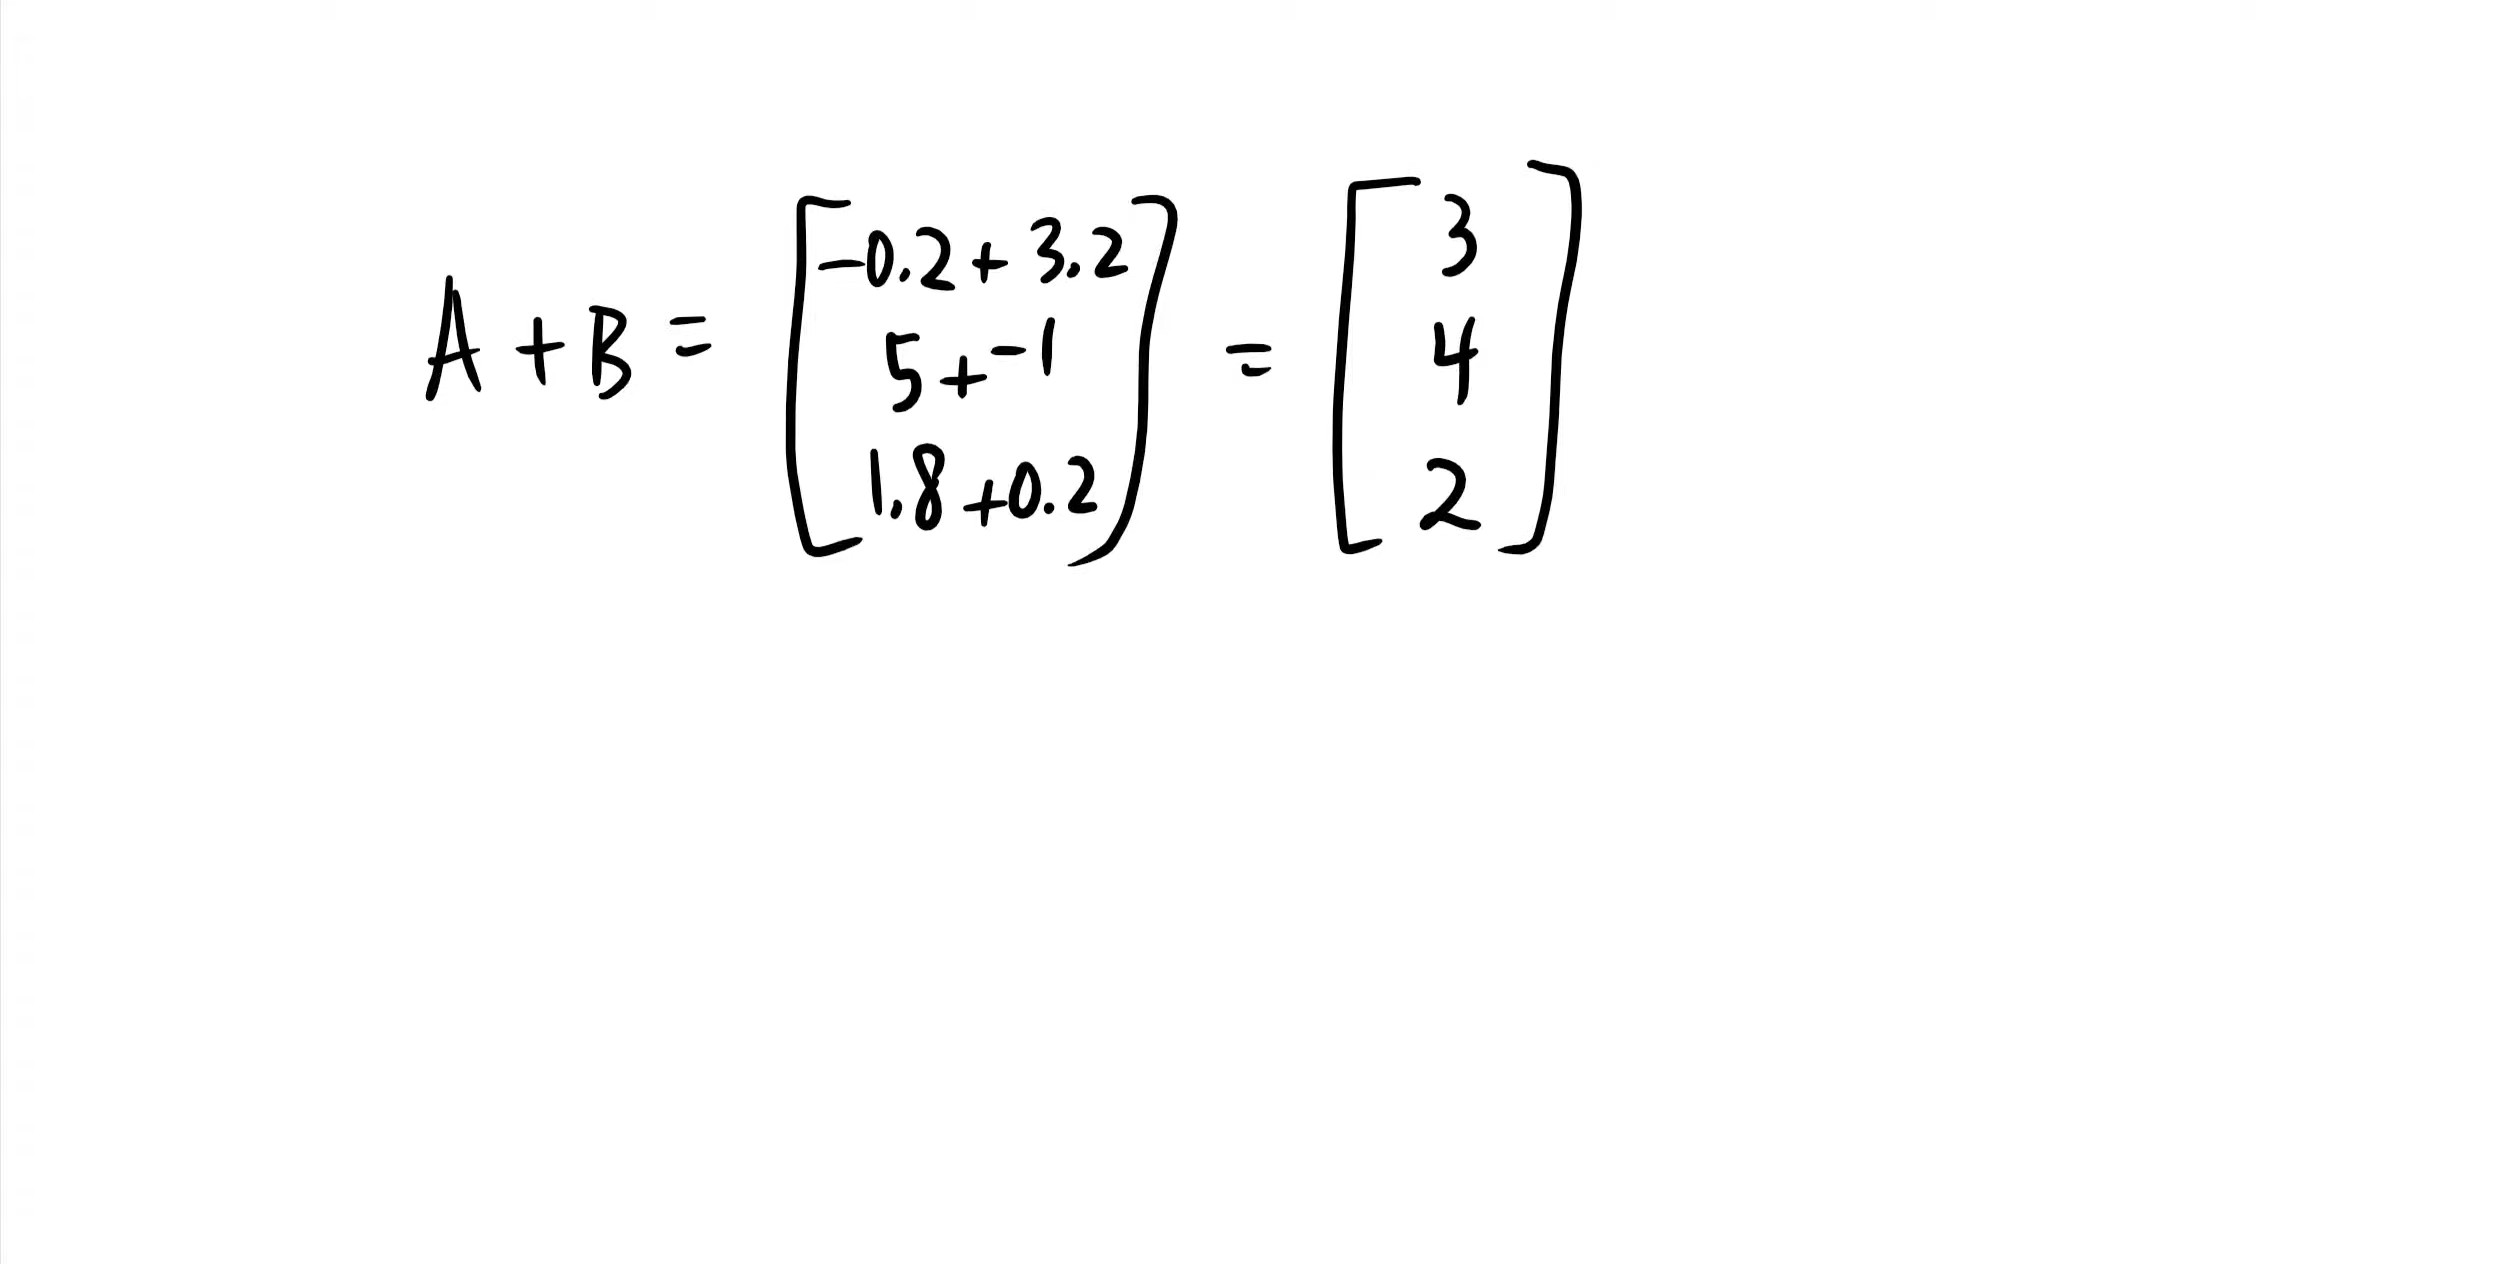 A + B = [ -0.2 + 3.2 ] = [ 3 ]
[ 5 + -1 ] [ 4 ]
[ 1.8 + 0.2 ] [ 2 ]